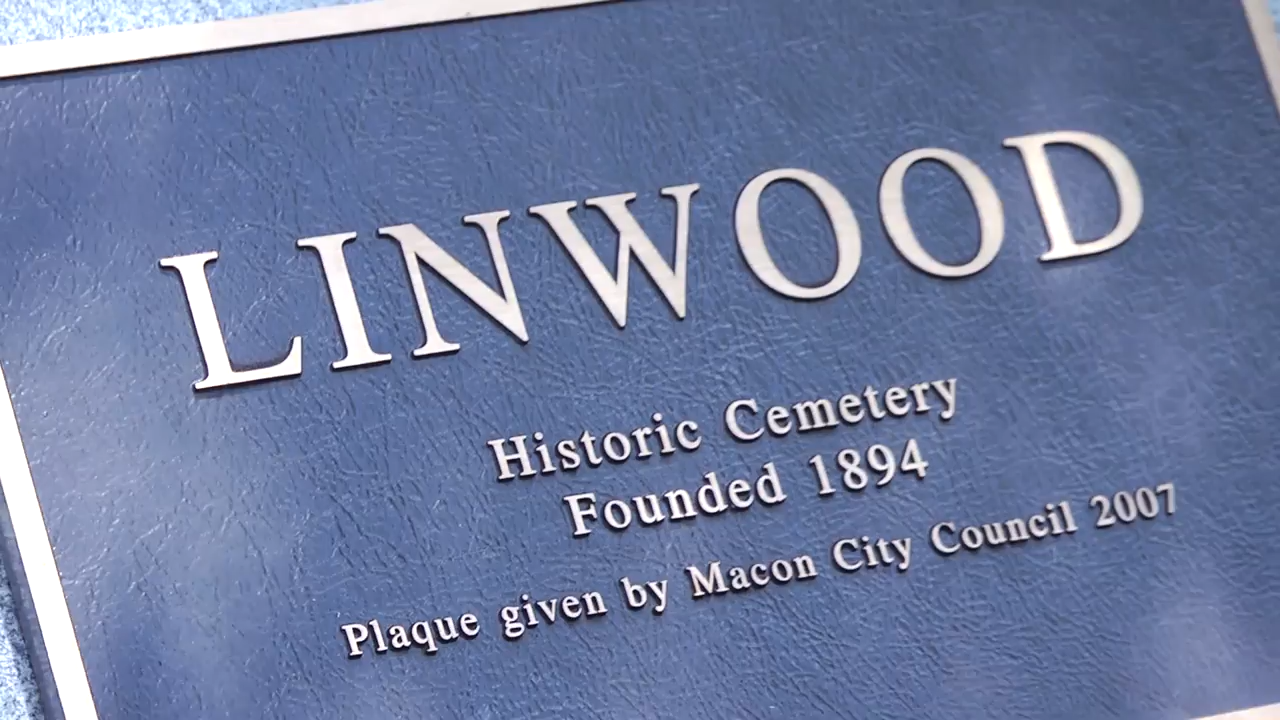 LINWOOD
Historic Cemetery
Founded 1894
Plaque given by Macon City Council 2007